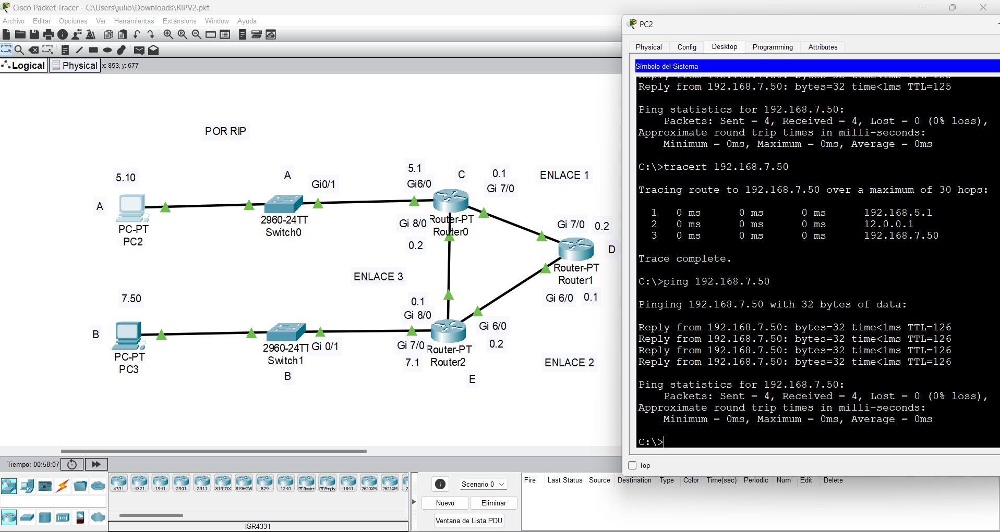 Cisco Packet Tracer - C:\Users\julio\Downloads\RIPV2.pkt
Archivo Editar Opciones Ver Herramientas Extensions Window Ayuda
Logical Physical x: 853, y: 677
POR RIP
5.10
A
Gi0/1
5.1
Gi6/0
C
0.1
Gi 7/0
ENLACE 1
A
PC-PT
PC2
2960-24TT
Switch0
Gi 8/0
Router-PT
Router0
0.2
Gi 7/0
0.2
D
Router-PT
Router1
Gi 6/0
0.1
ENLACE 3
7.50
0.1
Gi 8/0
B
PC-PT
PC3
2960-24TT
Switch1
Gi 0/1
B
Gi 7/0
7.1
Router-PT
Router2
Gi 6/0
0.2
E
ENLACE 2
PC2
Physical Config Desktop Programming Attributes
Símbolo del Sistema
Reply from 192.168.7.50: bytes=32 time<1ms TTL=125
Ping statistics for 192.168.7.50:
Packets: Sent = 4, Received = 4, Lost = 0 (0% loss),
Approximate round trip times in milli-seconds:
Minimum = 0ms, Maximum = 0ms, Average = 0ms
C:\>tracert 192.168.7.50
Tracing route to 192.168.7.50 over a maximum of 30 hops:
1 0 ms 0 ms 0 ms 192.168.5.1
2 0 ms 0 ms 0 ms 12.0.0.1
3 0 ms 0 ms 0 ms 192.168.7.50
Trace complete.
C:\>ping 192.168.7.50
Pinging 192.168.7.50 with 32 bytes of data:
Reply from 192.168.7.50: bytes=32 time<1ms TTL=126
Reply from 192.168.7.50: bytes=32 time<1ms TTL=126
Reply from 192.168.7.50: bytes=32 time<1ms TTL=126
Reply from 192.168.7.50: bytes=32 time<1ms TTL=126
Ping statistics for 192.168.7.50:
Packets: Sent = 4, Received = 4, Lost = 0 (0% loss),
Approximate round trip times in milli-seconds:
Minimum = 0ms, Maximum = 0ms, Average = 0ms
C:\>
Top
Tiempo: 00:58:07
4331 4321 1941 2901 2911 819IOX 819HGW 829 1240 PT-Router PT-Empty 1841 2620XM 2621XM 2
ISR4331
Scenario 0
Nuevo Eliminar
Ventana de Lista PDU
Fire Last Status Source Destination Type Color Time(sec) Periodic Num Edit Delete